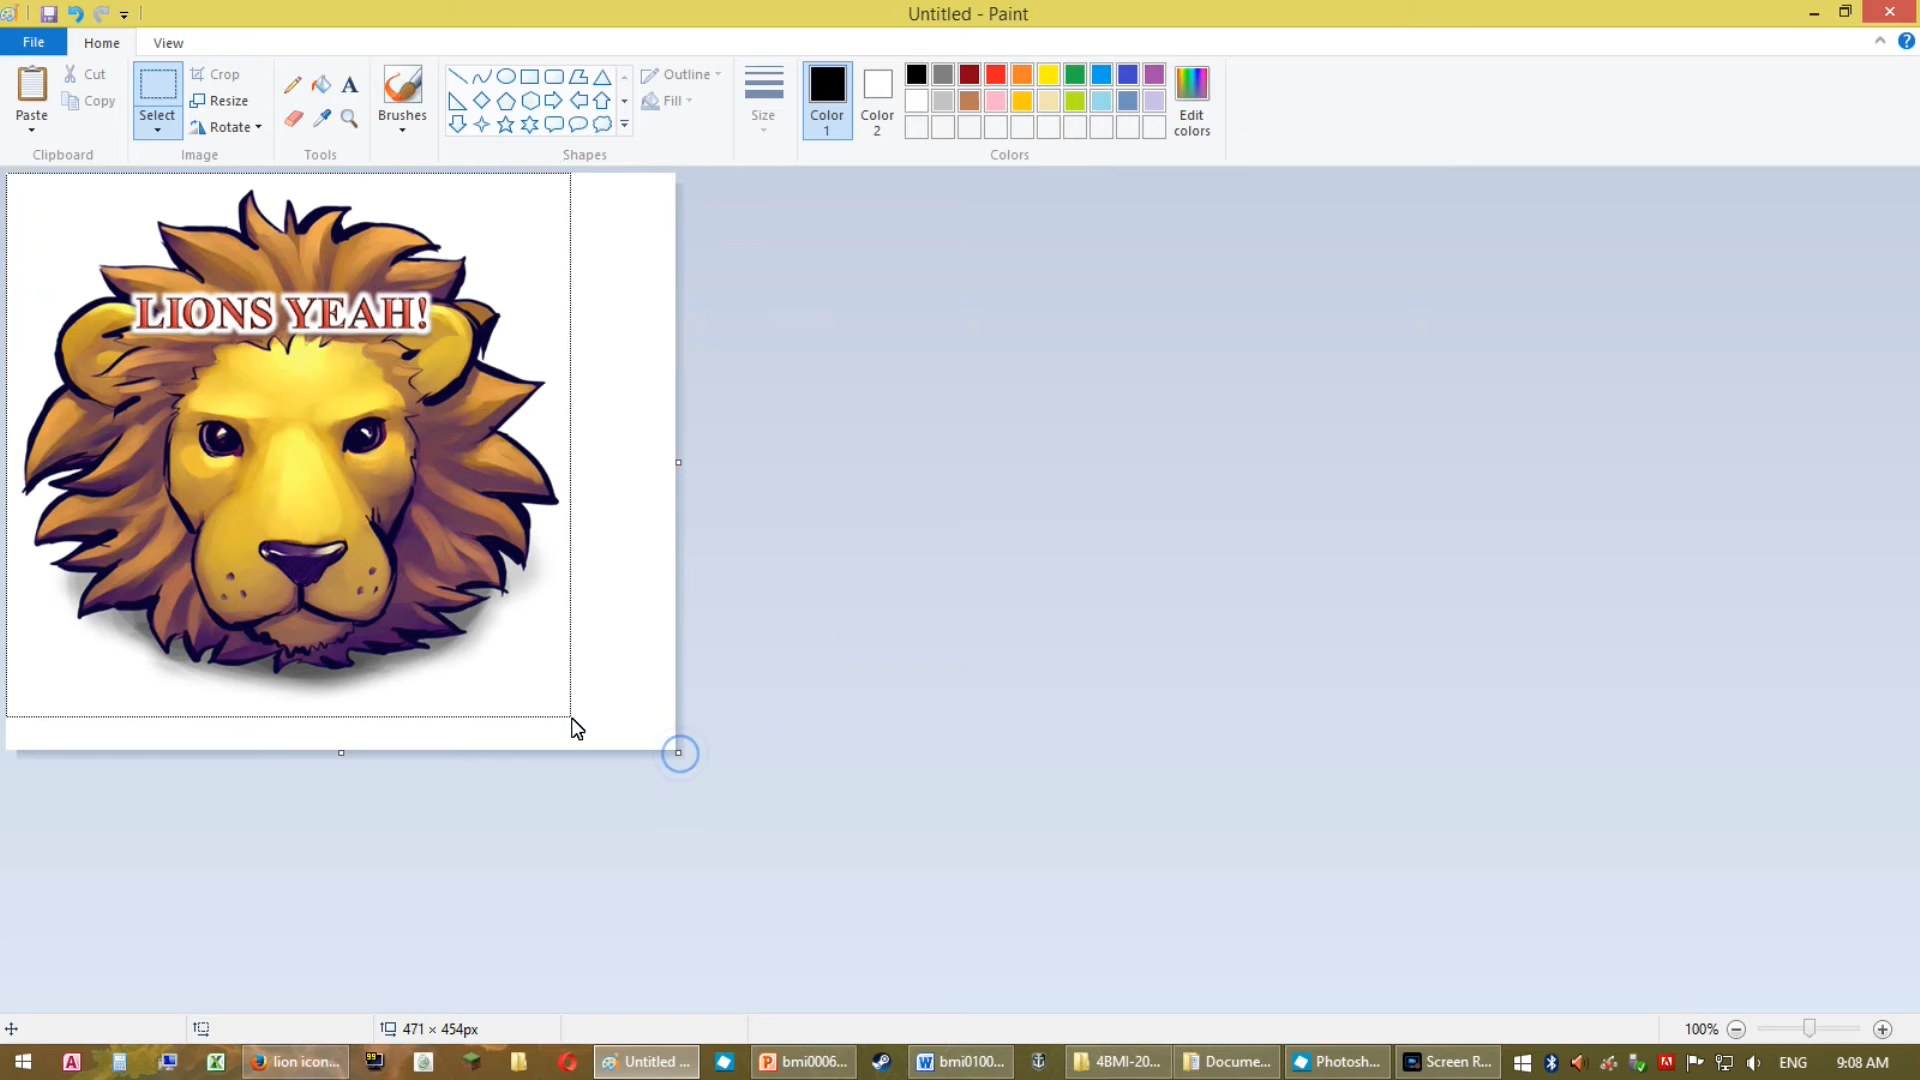 Untitled - Paint
File
Home
View
Paste
Cut
Copy
Clipboard
Select
Crop
Resize
Rotate
Image
Tools
Brushes
Shapes
Outline
Fill
Size
Color
1
Color
2
Edit
colors
Colors
LIONS YEAH!
471 × 454px
100%
lion icon...
99
Untitled ...
bmi0006...
bmi0100...
4BMI-20...
Docume...
Photosh...
Screen R...
ENG
9:08 AM